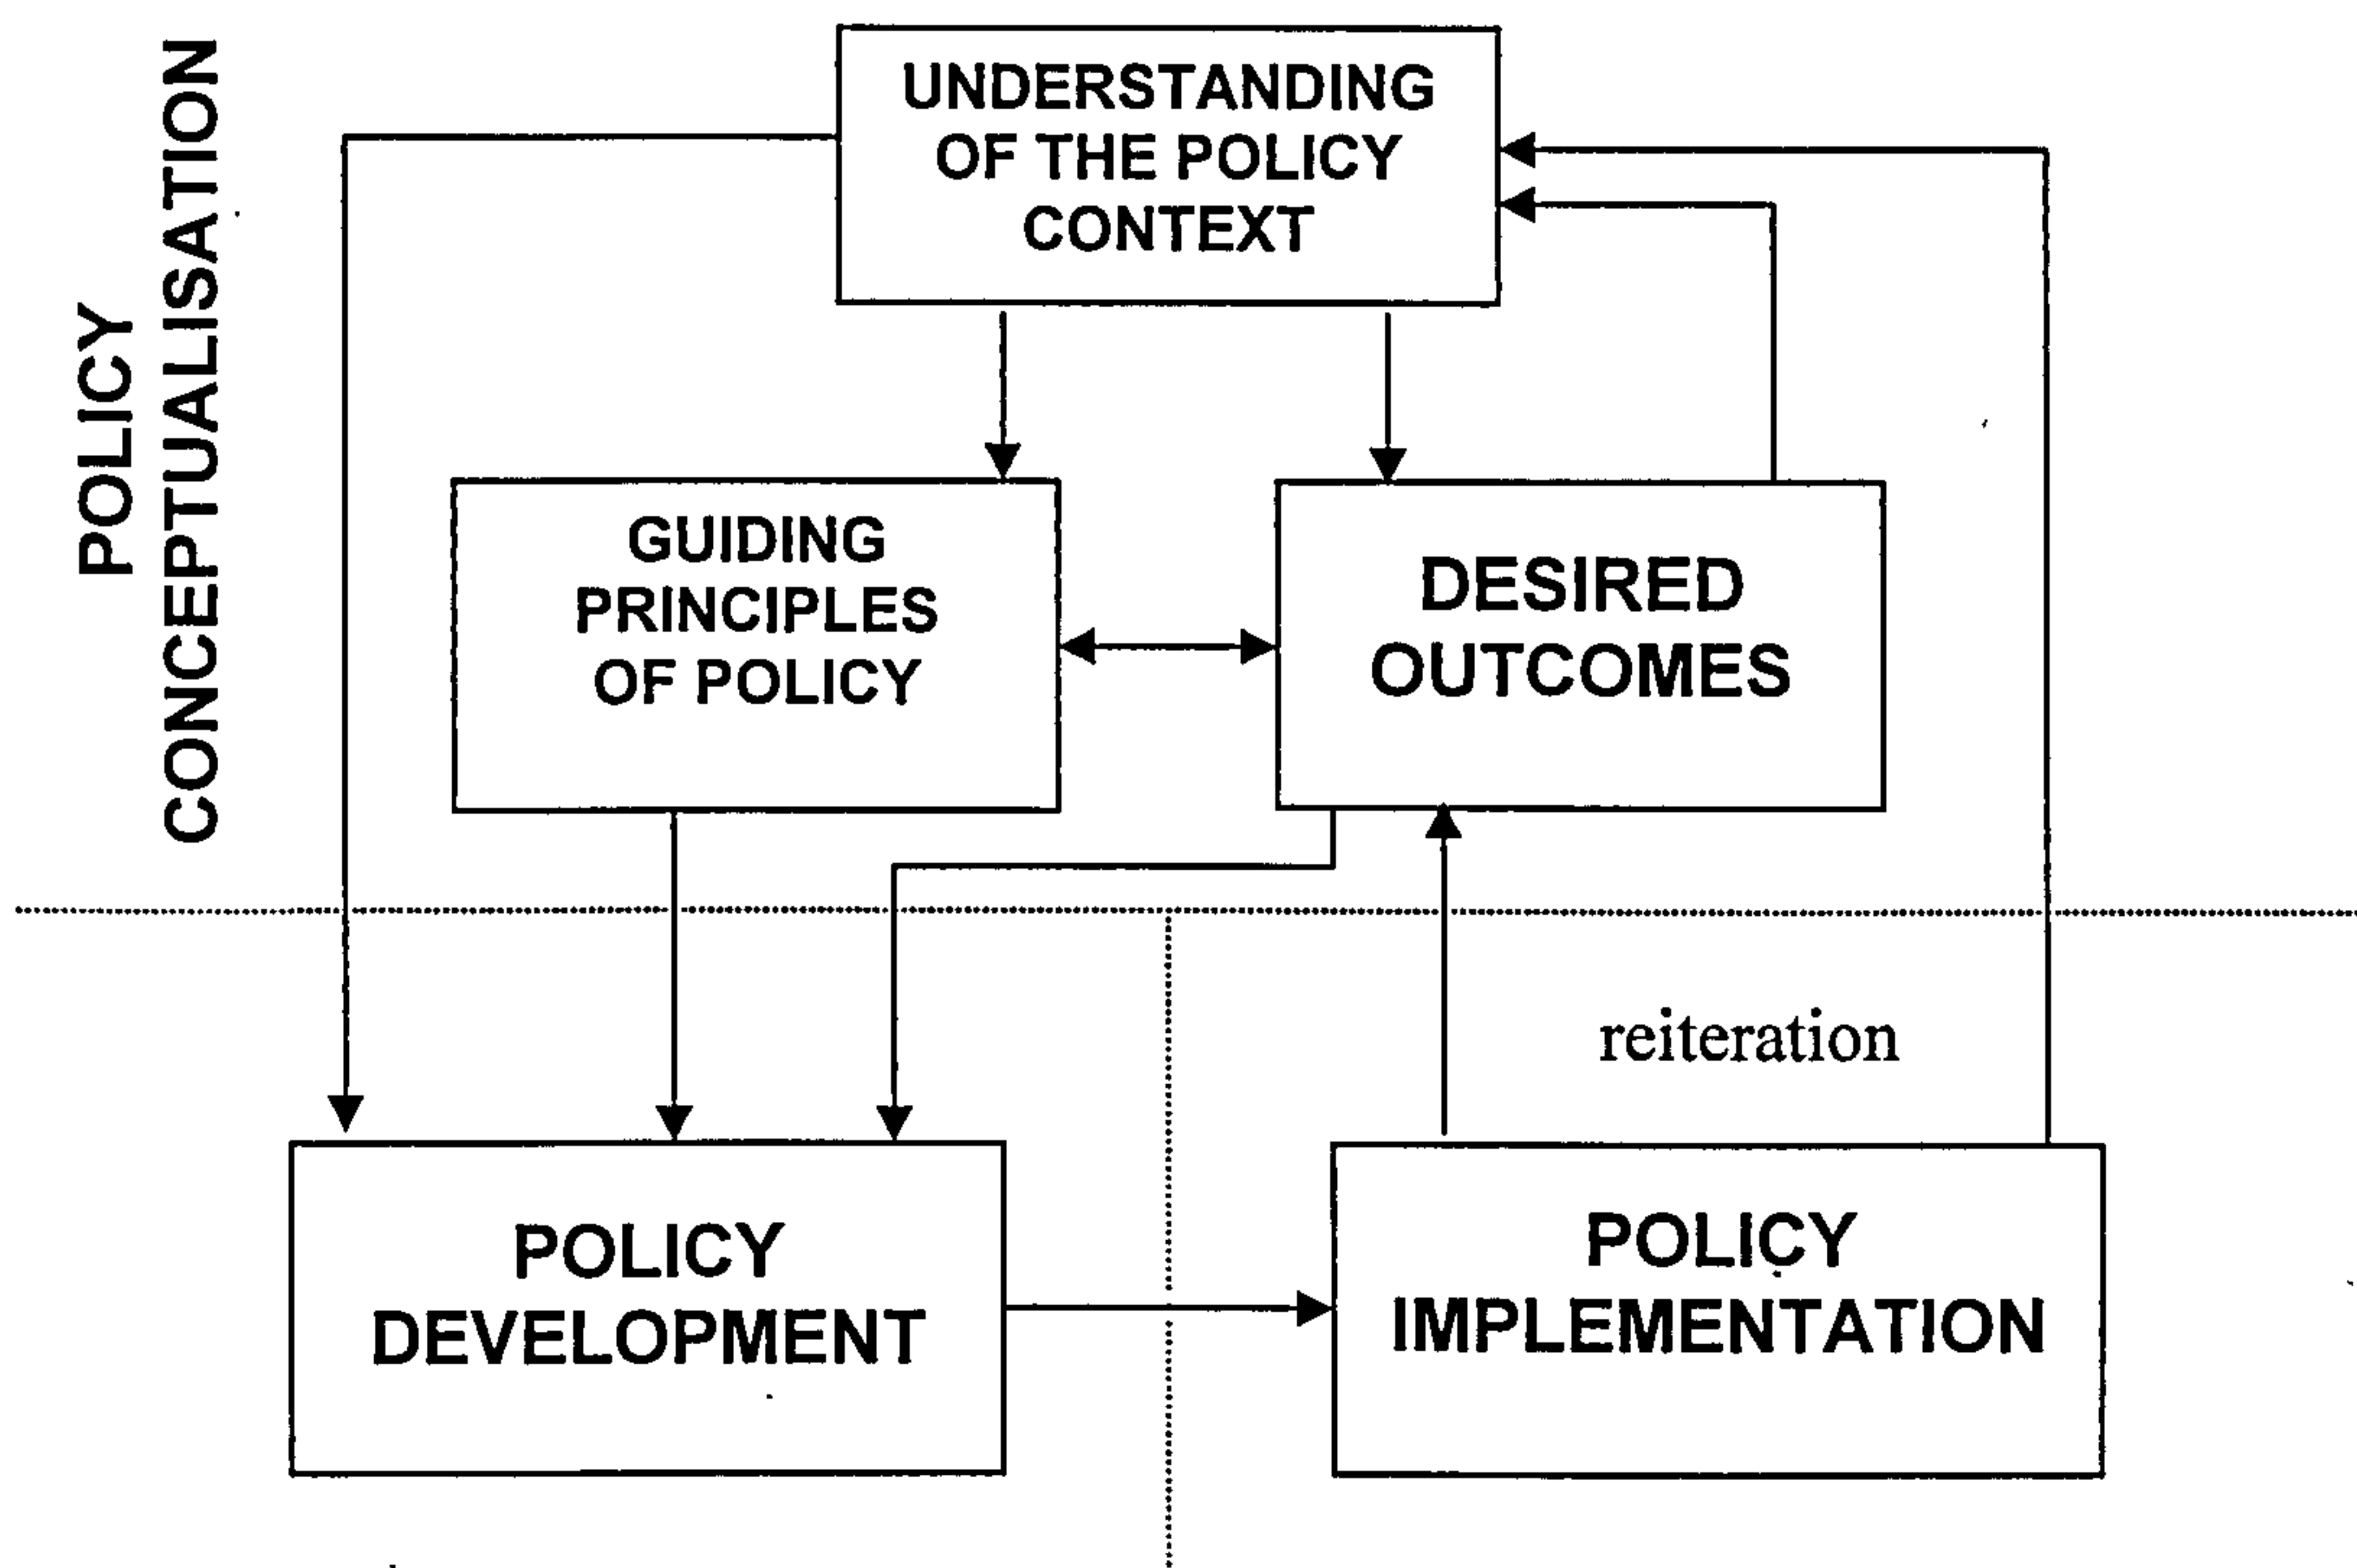 POLICY
CONCEPTUALISATION
UNDERSTANDING
OF THE POLICY
CONTEXT
GUIDING
PRINCIPLES
OF POLICY
DESIRED
OUTCOMES
reiteration
POLICY
DEVELOPMENT
POLICY
IMPLEMENTATION